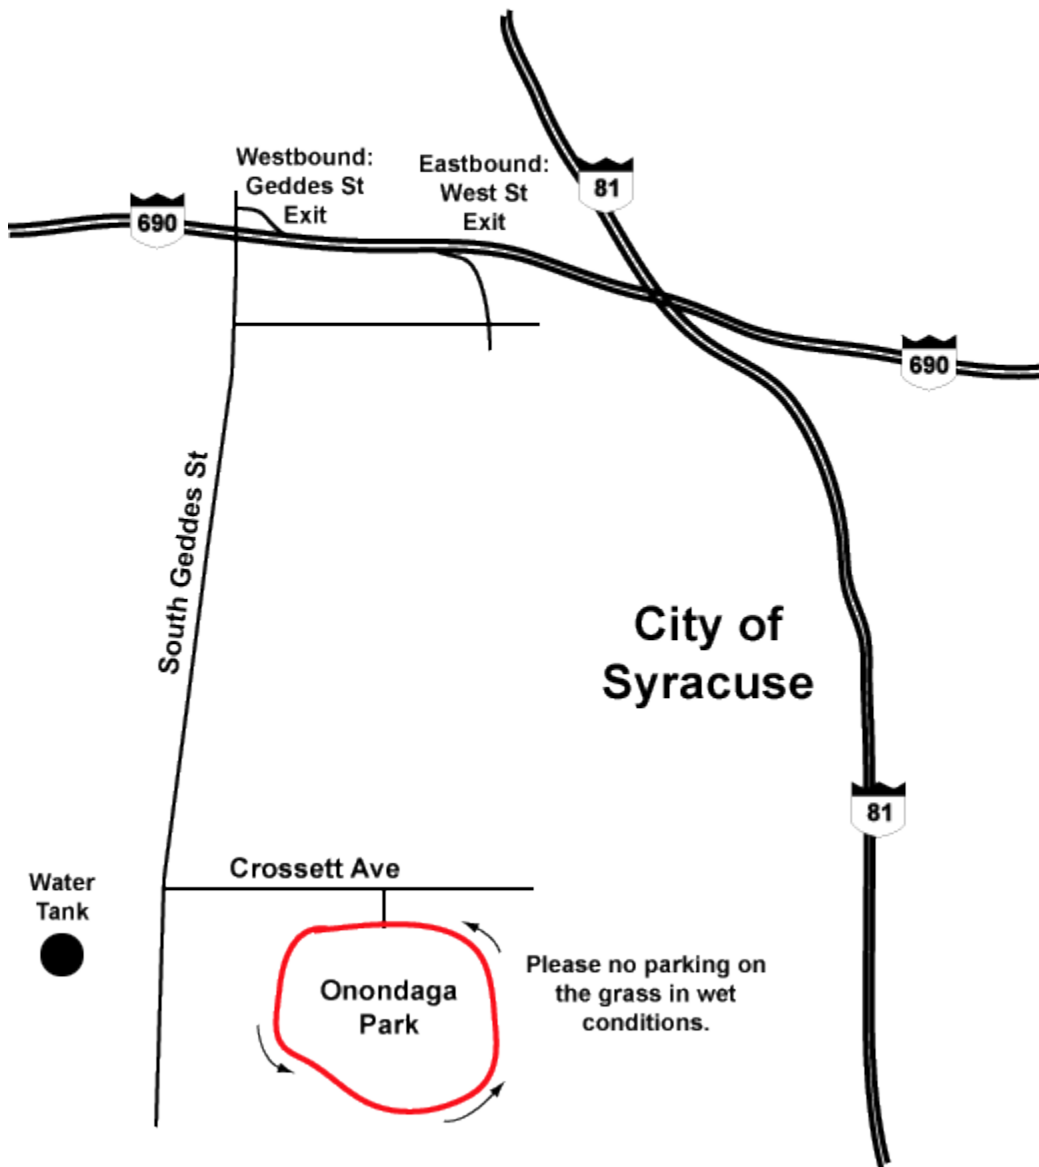 Westbound:
Geddes St
Exit
Eastbound:
West St
Exit
81
690
690
South Geddes St
City of
Syracuse
81
Crossett Ave
Water
Tank
Onondaga
Park
Please no parking on
the grass in wet
conditions.